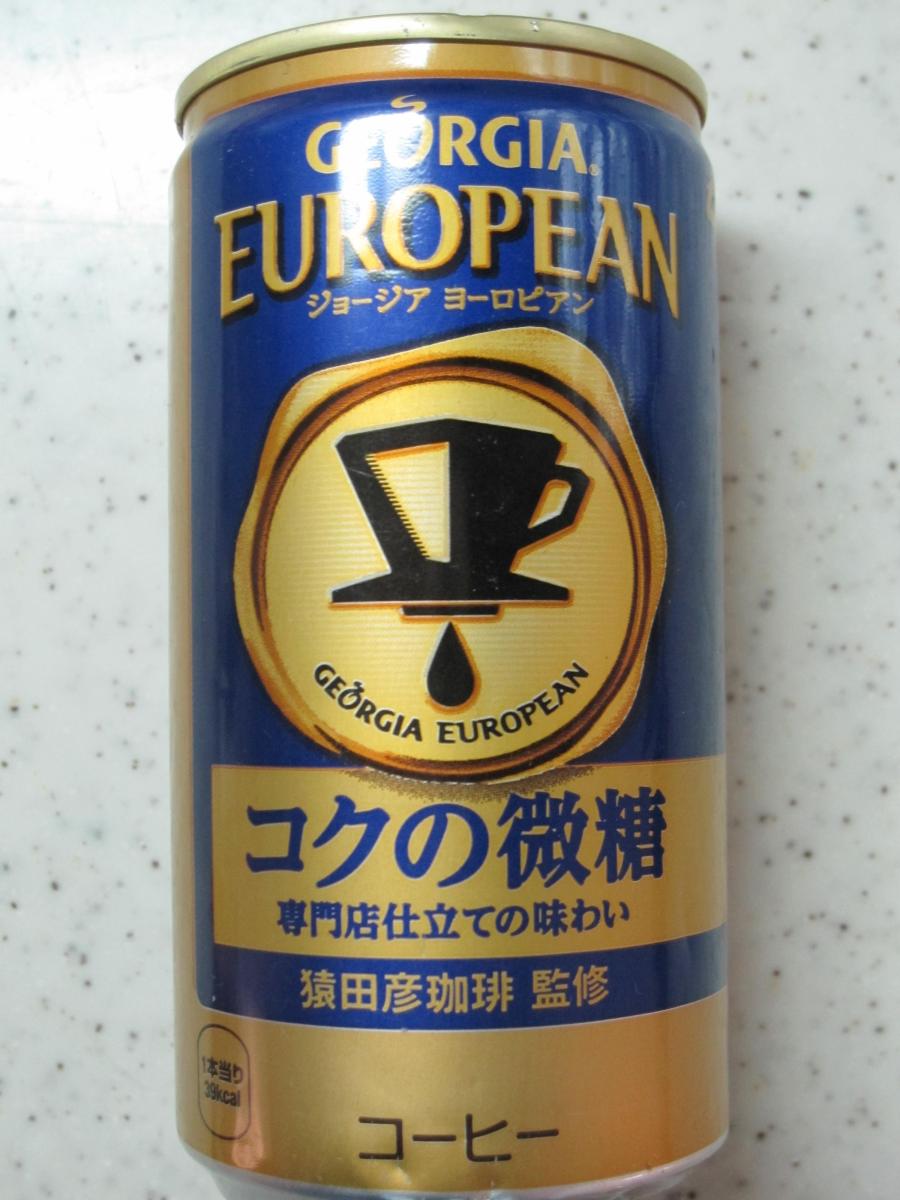 GEORGIA®
EUROPEAN
ジョージア ヨーロピアン
GEORGIA EUROPEAN
コクの微糖
専門店仕立ての味わい
猿田彦珈琲 監修
1本当り
39kcal
コーヒー